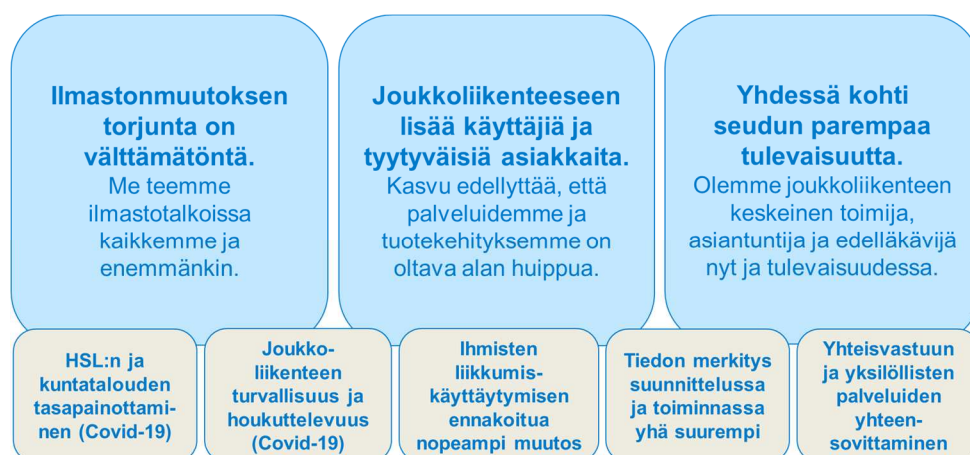 Ilmastonmuutoksen
torjunta on
välttämätöntä.
Me teemme
ilmastotalkoissa
kaikkemme ja
enemmänkin.
Joukkoliikenteeseen
lisää käyttäjiä ja
tyytyväisiä asiakkaita.
Kasvu edellyttää, että
palveluidemme ja
tuotekehityksemme on
oltava alan huippua.
Yhdessä kohti
seudun parempaa
tulevaisuutta.
Olemme joukkoliikenteen
keskeinen toimija,
asiantuntija ja edelläkävijä
nyt ja tulevaisuudessa.
HSL:n ja
kuntatalouden
tasapainottami-
nen (Covid-19)
Joukko-
liikenteen
turvallisuus ja
houkuttelevuus
(Covid-19)
Ihmisten
liikkumis-
käyttäytymisen
ennakoitua
nopeampi muutos
Tiedon merkitys
suunnittelussa
ja toiminnassa
yhä suurempi
Yhteisvastuun
ja yksilöllisten
palveluiden
yhteen-
sovittaminen